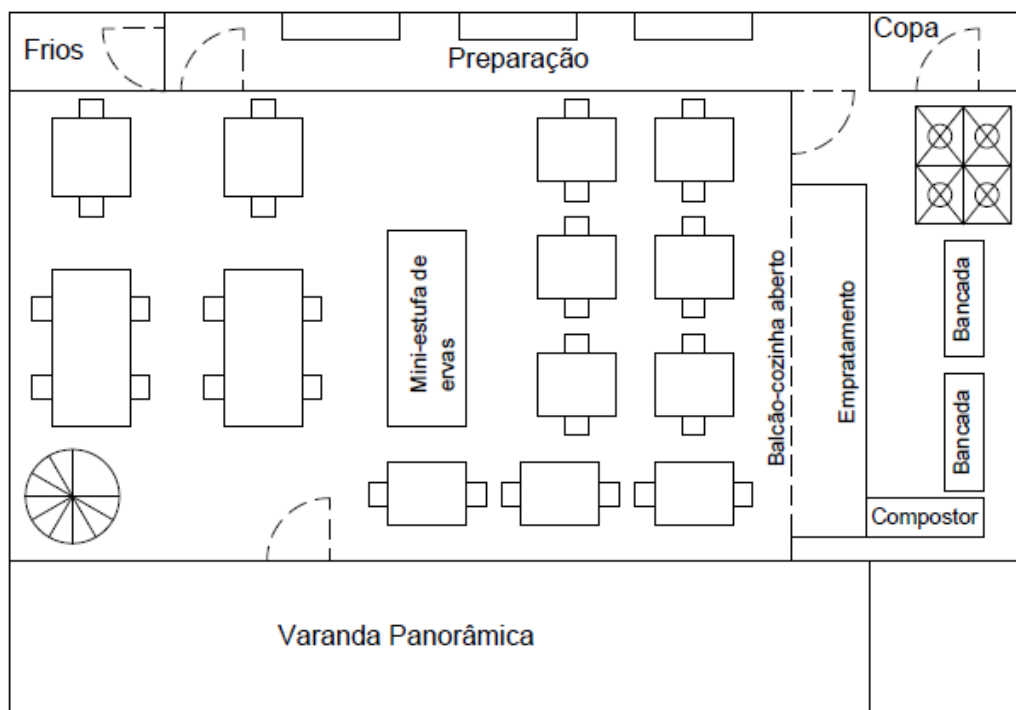 Frios
Preparação
Copa
Mini-estufa de
ervas
Balcão-cozinha aberto
Empratamento
Bancada
Bancada
Compostor
Varanda Panorâmica